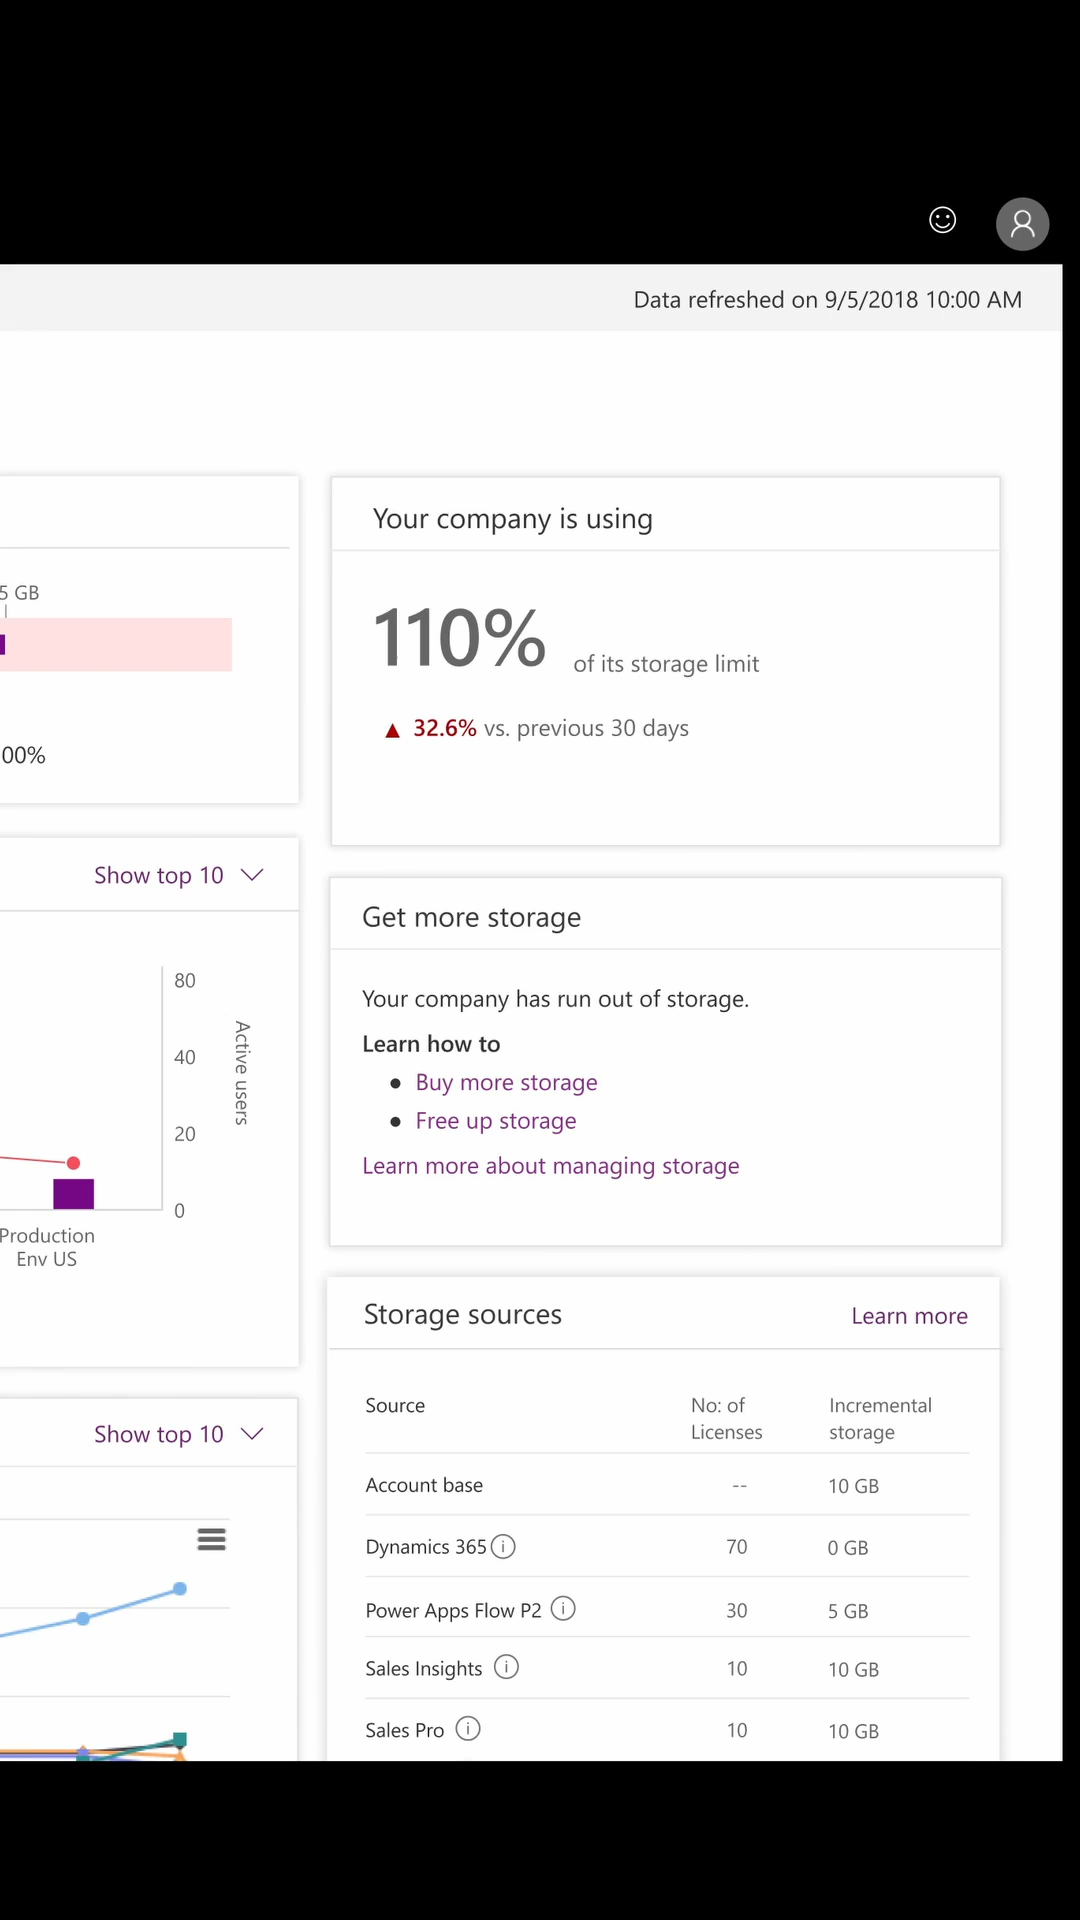 Data refreshed on 9/5/2018 10:00 AM
5 GB
00%
Your company is using
110% of its storage limit
▲ 32.6% vs. previous 30 days
Show top 10
80
40
20
0
Active users
Production
Env US
Get more storage
Your company has run out of storage.
Learn how to
• Buy more storage
• Free up storage
Learn more about managing storage
Show top 10
Storage sources Learn more
Source No: of Licenses Incremental storage
Account base -- 10 GB
Dynamics 365 70 0 GB
Power Apps Flow P2 30 5 GB
Sales Insights 10 10 GB
Sales Pro 10 10 GB